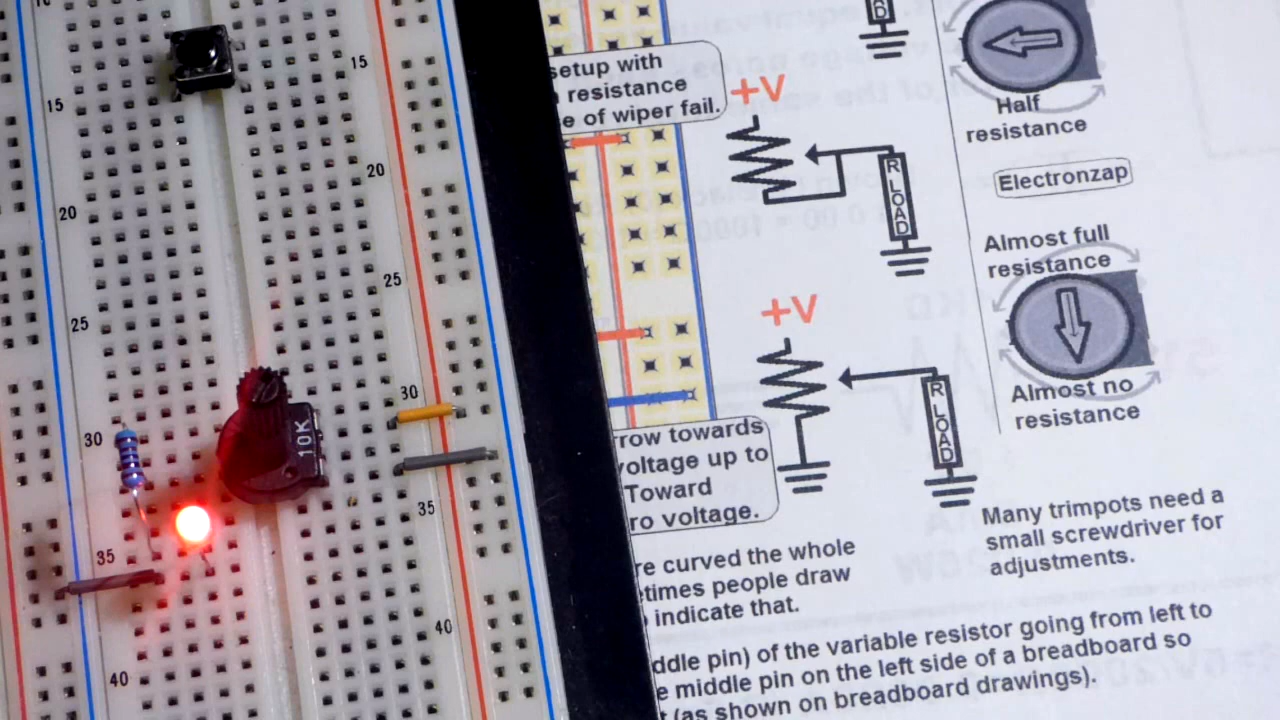 15
20
25
30
35
40
15
20
25
30
35
40
10K
setup with
resistance
e of wiper fail.
+V
R LOAD
Half
resistance
Electronzap
Almost full
resistance
Almost no
resistance
+V
R LOAD
row towards
voltage up to
Toward
ro voltage.
re curved the whole
times people draw
indicate that.
Many trimpots need a
small screwdriver for
adjustments.
ddle pin) of the variable resistor going from left to
e middle pin on the left side of a breadboard so
(as shown on breadboard drawings).